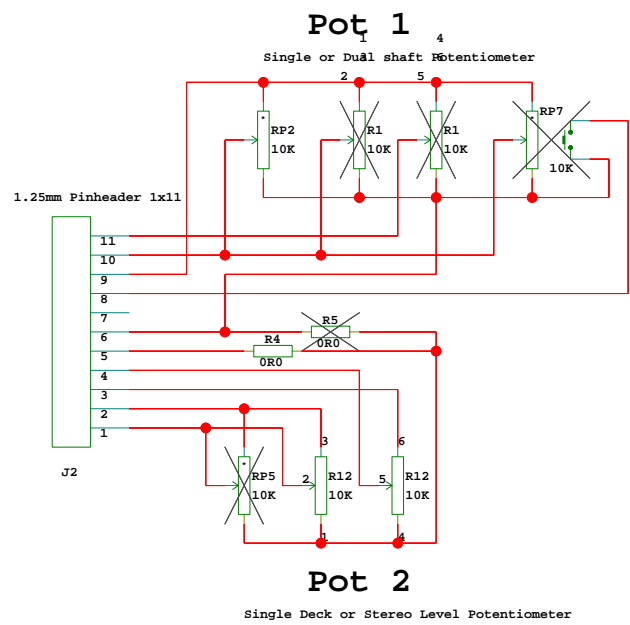 Pot 1
Single or Dual shaft Potentiometer
1
3
4
6
2
5
RP2
10K
R1
10K
R1
10K
RP7
10K
1.25mm Pinheader 1x11
11
10
9
8
7
6
5
4
3
2
1
J2
R5
0R0
R4
0R0
3
6
RP5
10K
2
R12
10K
5
R12
10K
1
4
Pot 2
Single Deck or Stereo Level Potentiometer